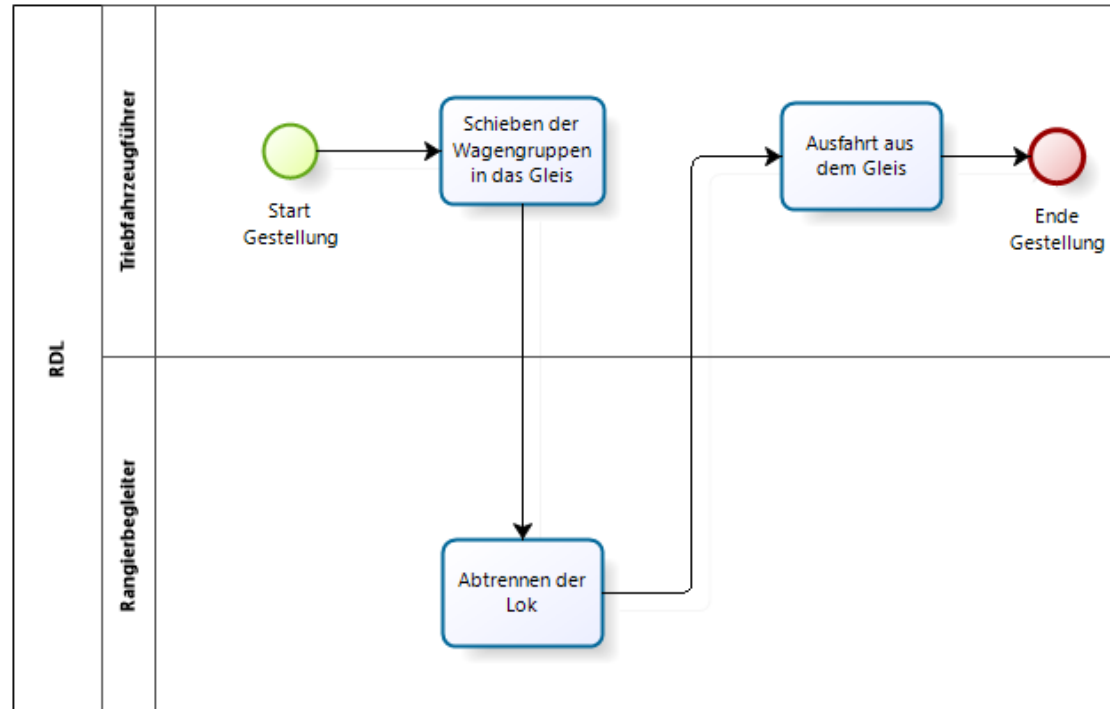 RDL
Triebfahrzeugführer
Start
Gestellung
Schieben der
Wagengruppen
in das Gleis
Ausfahrt aus
dem Gleis
Ende
Gestellung
Rangierbegleiter
Abtrennen der
Lok